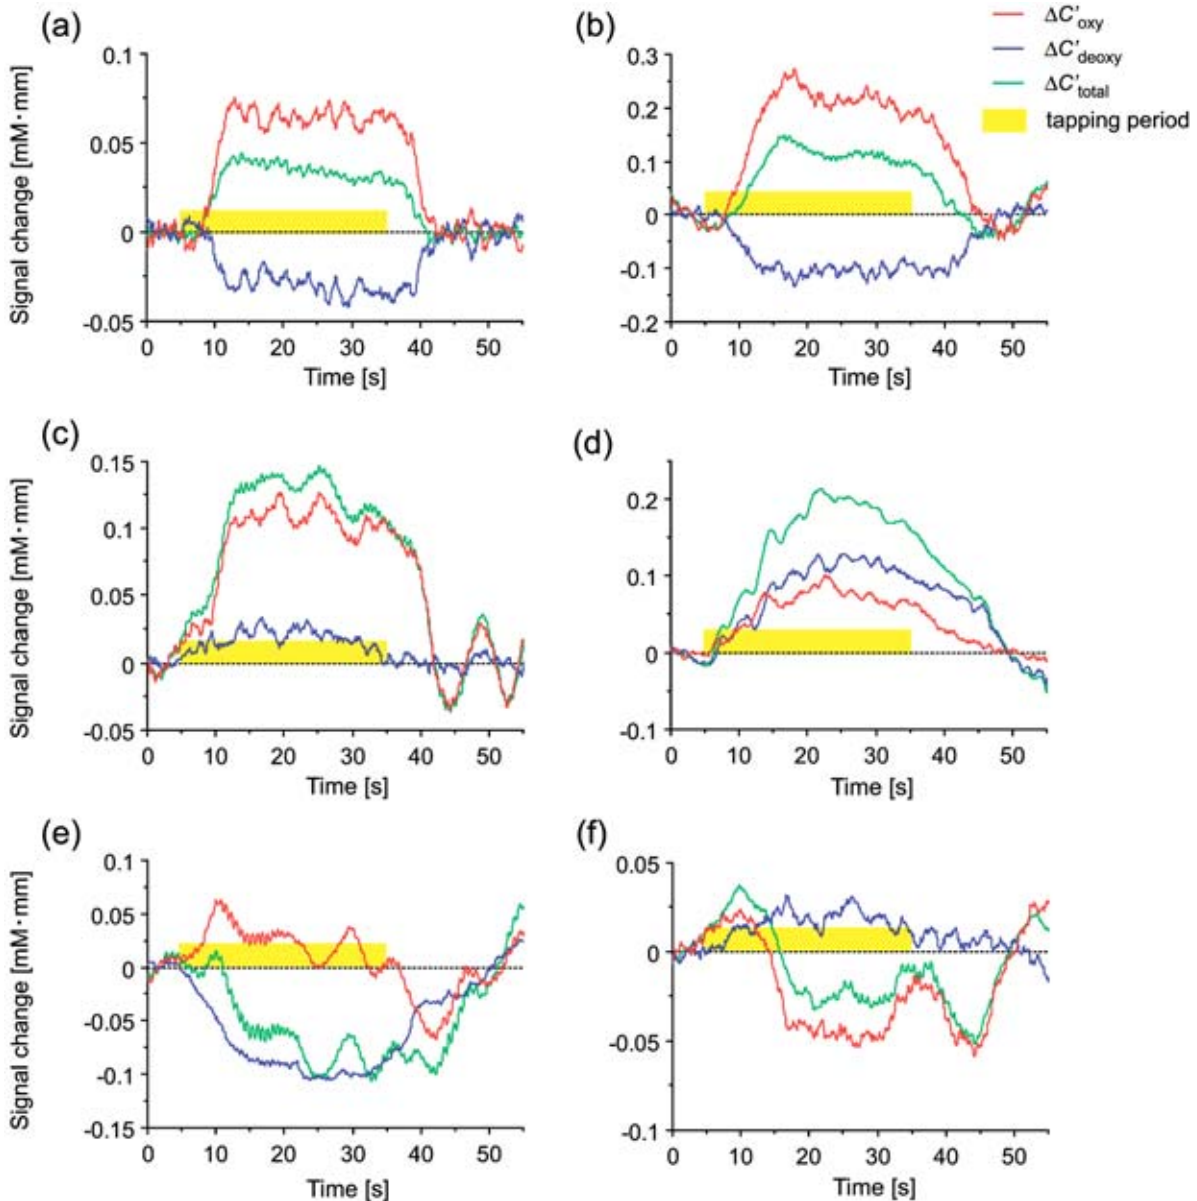 (a)
0.1
0.05
0
-0.05
Signal change [mM·mm]
0 10 20 30 40 50
Time [s]
(b)
0.3
0.2
0.1
0
-0.1
-0.2
0 10 20 30 40 50
Time [s]
ΔC'oxy
ΔC'deoxy
ΔC'total
tapping period
(c)
0.15
0.1
0.05
0
-0.05
Signal change [mM·mm]
0 10 20 30 40 50
Time [s]
(d)
0.2
0.1
0
-0.1
0 10 20 30 40 50
Time [s]
(e)
0.1
0.05
0
-0.05
-0.1
-0.15
Signal change [mM·mm]
0 10 20 30 40 50
Time [s]
(f)
0.05
0
-0.05
-0.1
0 10 20 30 40 50
Time [s]